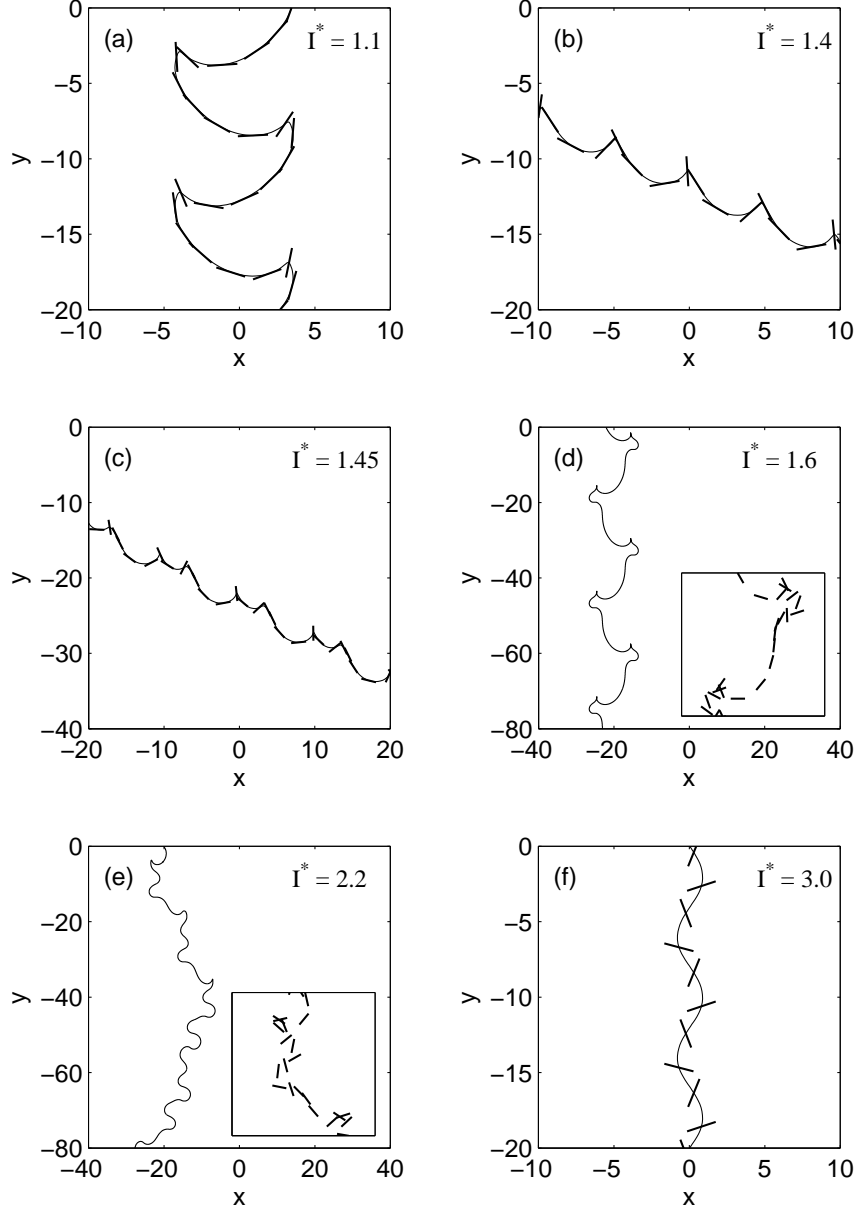 (a)
I* = 1.1
0
−5
−10
−15
−20
y
−10 −5 0 5 10
x
(b)
I* = 1.4
0
−5
−10
−15
−20
y
−10 −5 0 5 10
x
(c)
I* = 1.45
0
−10
−20
−30
−40
y
−20 −10 0 10 20
x
(d)
I* = 1.6
0
−20
−40
−60
−80
y
−40 −20 0 20 40
x
(e)
I* = 2.2
0
−20
−40
−60
−80
y
−40 −20 0 20 40
x
(f)
I* = 3.0
0
−5
−10
−15
−20
y
−10 −5 0 5 10
x